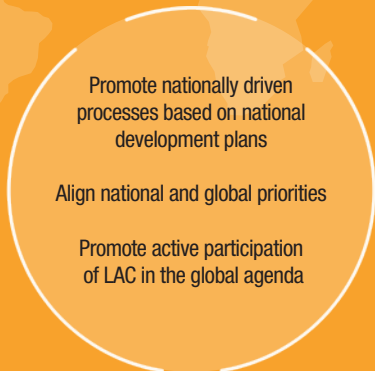 Promote nationally driven
processes based on national
development plans
Align national and global priorities
Promote active participation
of LAC in the global agenda